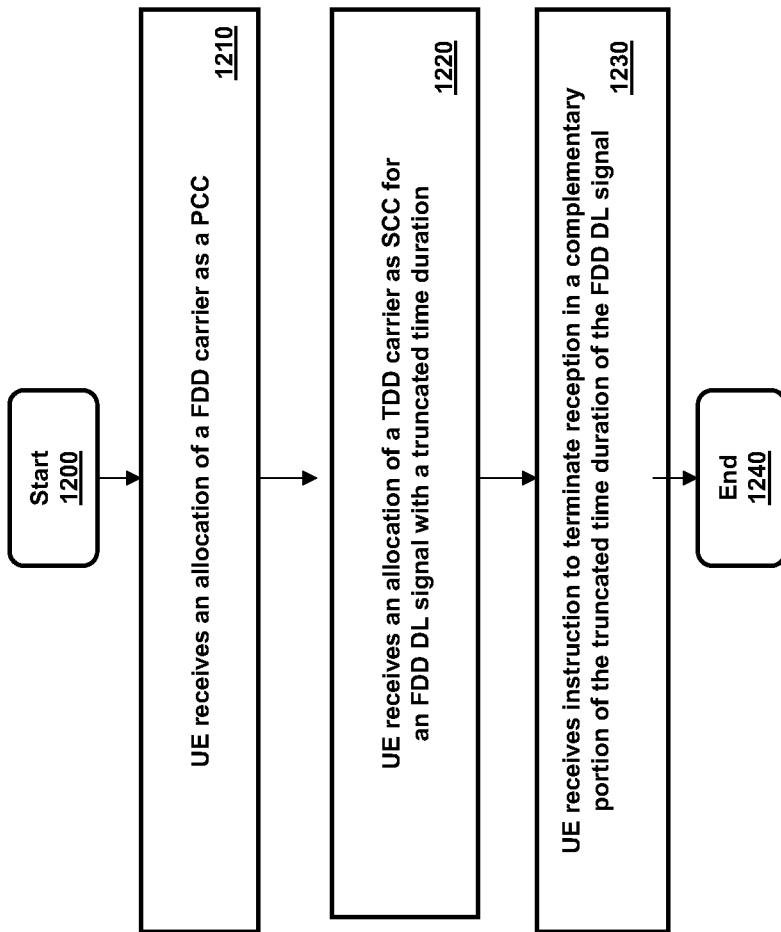 Start
1200
UE receives an allocation of a FDD carrier as a PCC
1210
UE receives an allocation of a TDD carrier as SCC for
an FDD DL signal with a truncated time duration
1220
UE receives instruction to terminate reception in a complementary
portion of the truncated time duration of the FDD DL signal
1230
End
1240